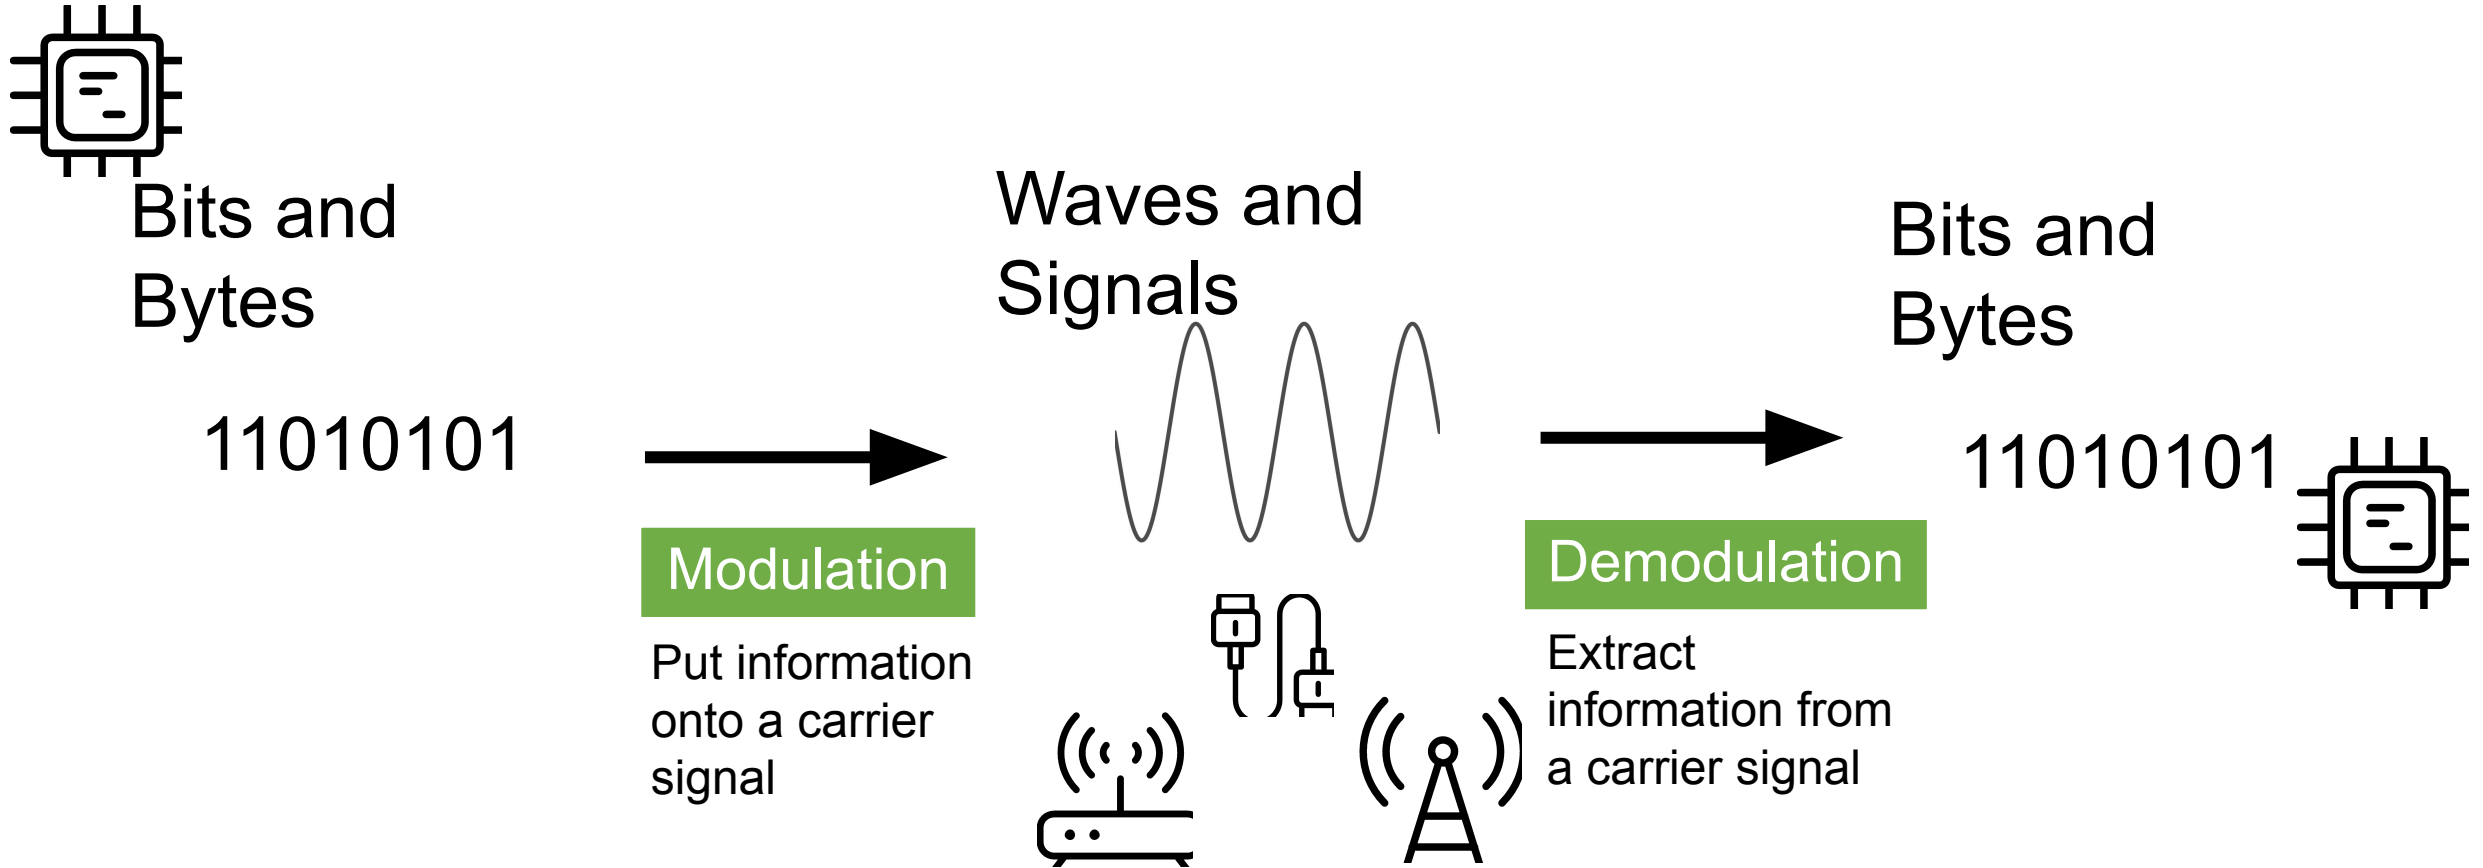 Bits and
Bytes
11010101
Modulation
Put information
onto a carrier
signal
Waves and
Signals
Demodulation
Extract
information from
a carrier signal
Bits and
Bytes
11010101